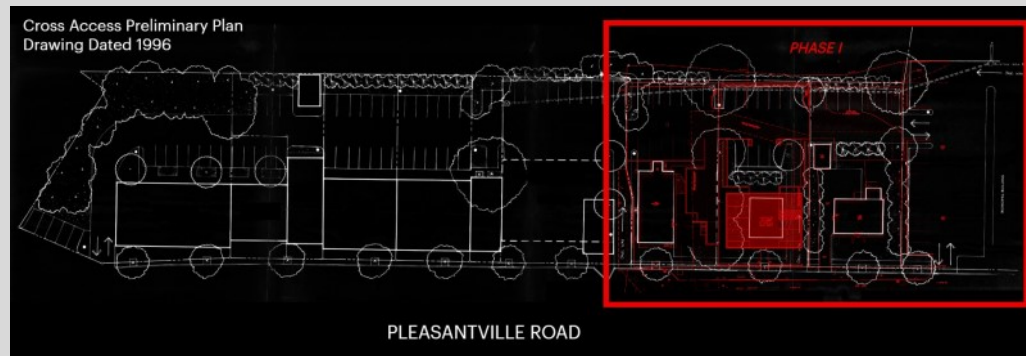 Cross Access Preliminary Plan
Drawing Dated 1996
PHASE I
PLEASANTVILLE ROAD